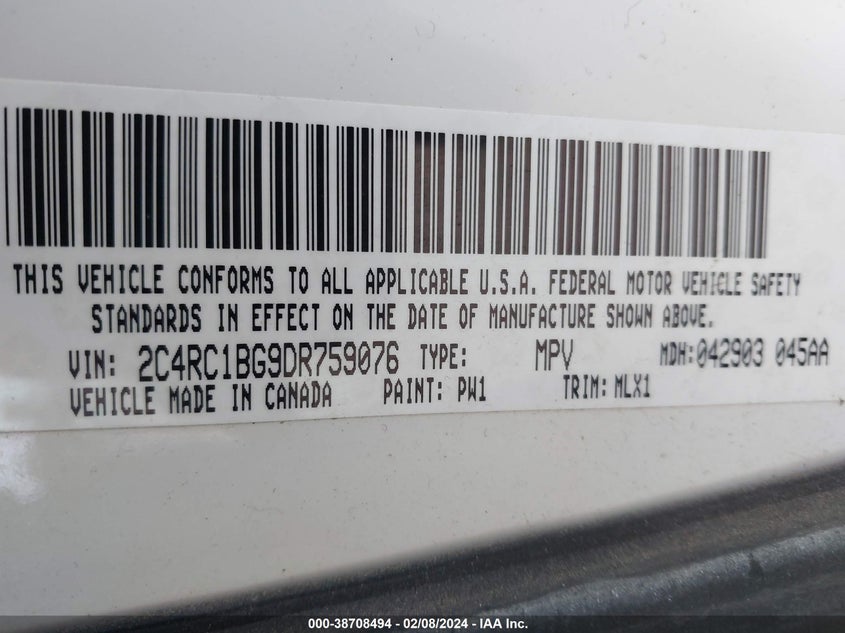 THIS VEHICLE CONFORMS TO ALL APPLICABLE U.S.A. FEDERAL MOTOR VEHICLE SAFETY
STANDARDS IN EFFECT ON THE DATE OF MANUFACTURE SHOWN ABOVE.
VIN: 2C4RC1BG9DR759076 TYPE: MPV MDH: 042903 045AA
VEHICLE MADE IN CANADA PAINT: PW1 TRIM: MLX1
000-38708494 - 02/08/2024 - IAA Inc.